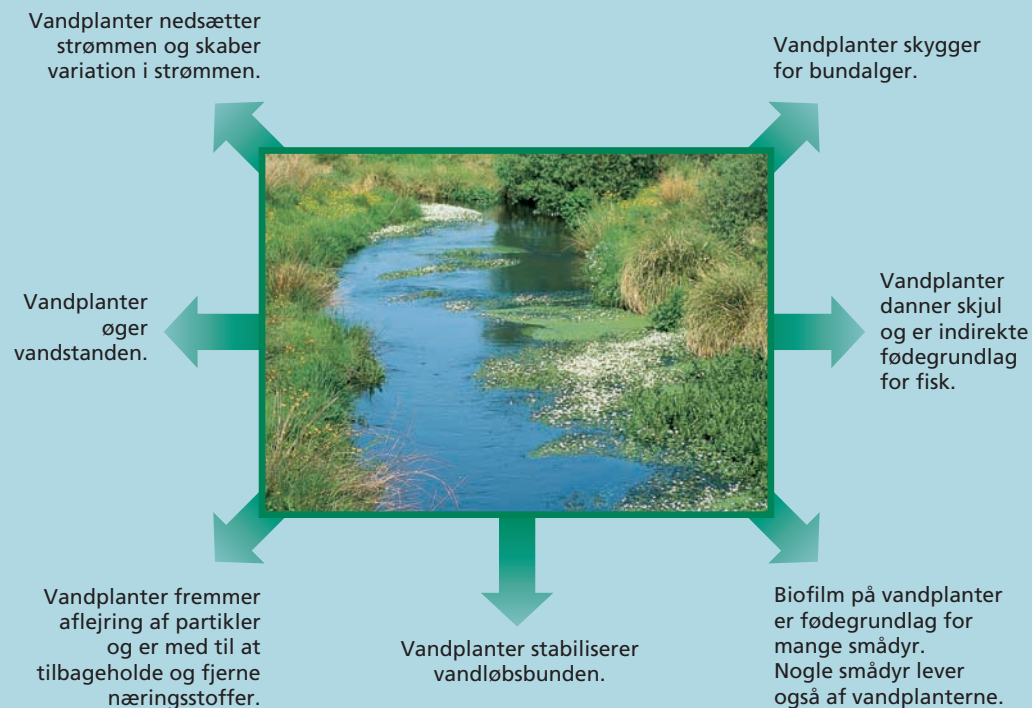 Vandplanter nedsætter
strømmen og skaber
variation i strømmen.
Vandplanter skygger
for bundalger.
Vandplanter
øger
vandstanden.
Vandplanter
danner skjul
og er indirekte
fødegrundlag
for fisk.
Vandplanter fremmer
aflejring af partikler
og er med til at
tilbageholde og fjerne
næringsstoffer.
Vandplanter stabiliserer
vandløbsbunden.
Biofilm på vandplanter
er fødegrundlag for
mange smådyr.
Nogle smådyr lever
også af vandplanterne.